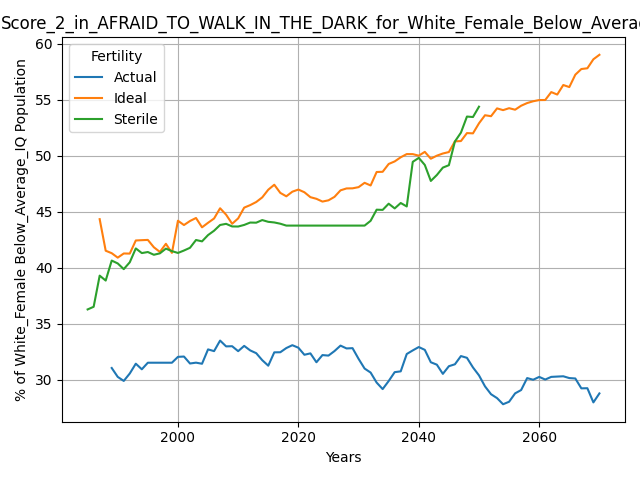 Score_2_in_AFRAID_TO_WALK_IN_THE_DARK_for_White_Female_Below_Avera
Fertility
Actual
Ideal
Sterile
60
55
50
45
40
35
30
% of White_Female Below_Average_IQ Population
2000
2020
2040
2060
Years